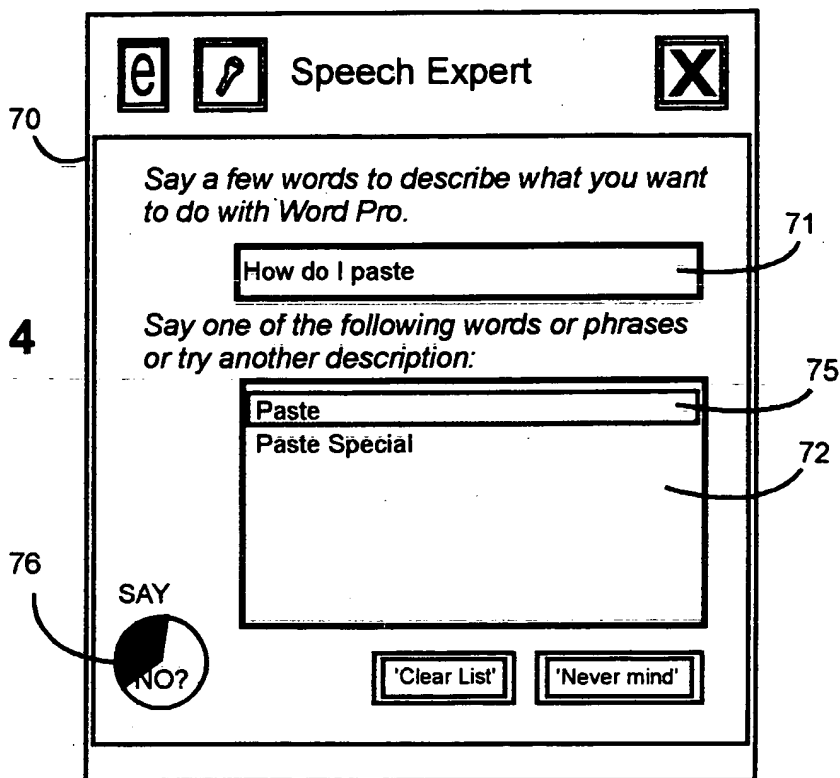 e Speech Expert X
70
Say a few words to describe what you want
to do with Word Pro.
71
How do I paste
4
Say one of the following words or phrases
or try another description:
75
Paste
Paste Special
72
76
SAY
NO?
'Clear List' 'Never mind'